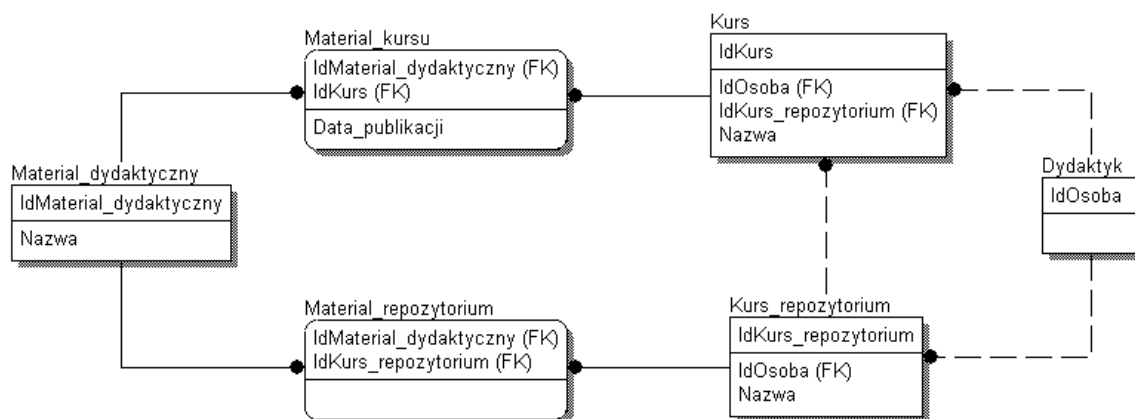 Material_kursu
IdMaterial_dydaktyczny (FK)
IdKurs (FK)
Data_publikacji
Kurs
IdKurs
IdOsoba (FK)
IdKurs_repozytorium (FK)
Nazwa
Material_dydaktyczny
IdMaterial_dydaktyczny
Nazwa
Dydaktyk
IdOsoba
Material_repozytorium
IdMaterial_dydaktyczny (FK)
IdKurs_repozytorium (FK)
Kurs_repozytorium
IdKurs_repozytorium
IdOsoba (FK)
Nazwa